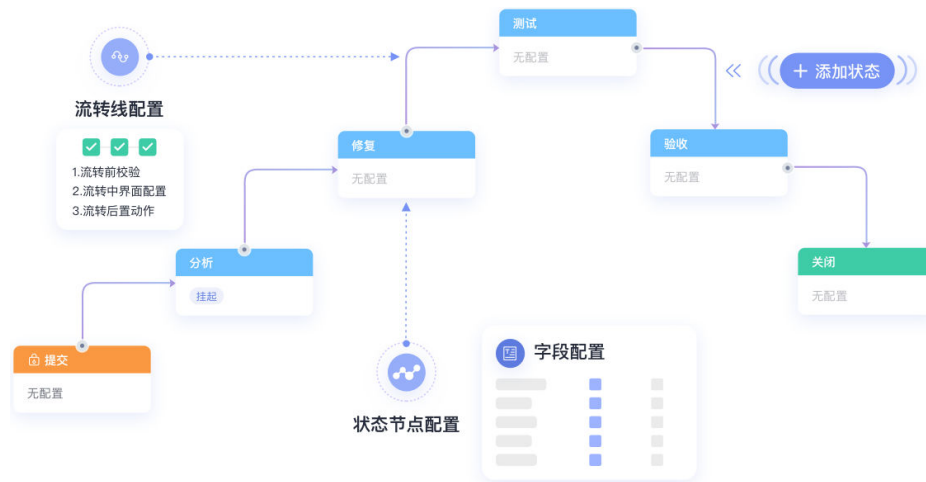 测试
无配置
+ 添加状态
流转线配置
1.流转前校验
2.流转中界面配置
3.流转后置动作
修复
无配置
验收
无配置
分析
挂起
关闭
无配置
提交
无配置
状态节点配置
字段配置